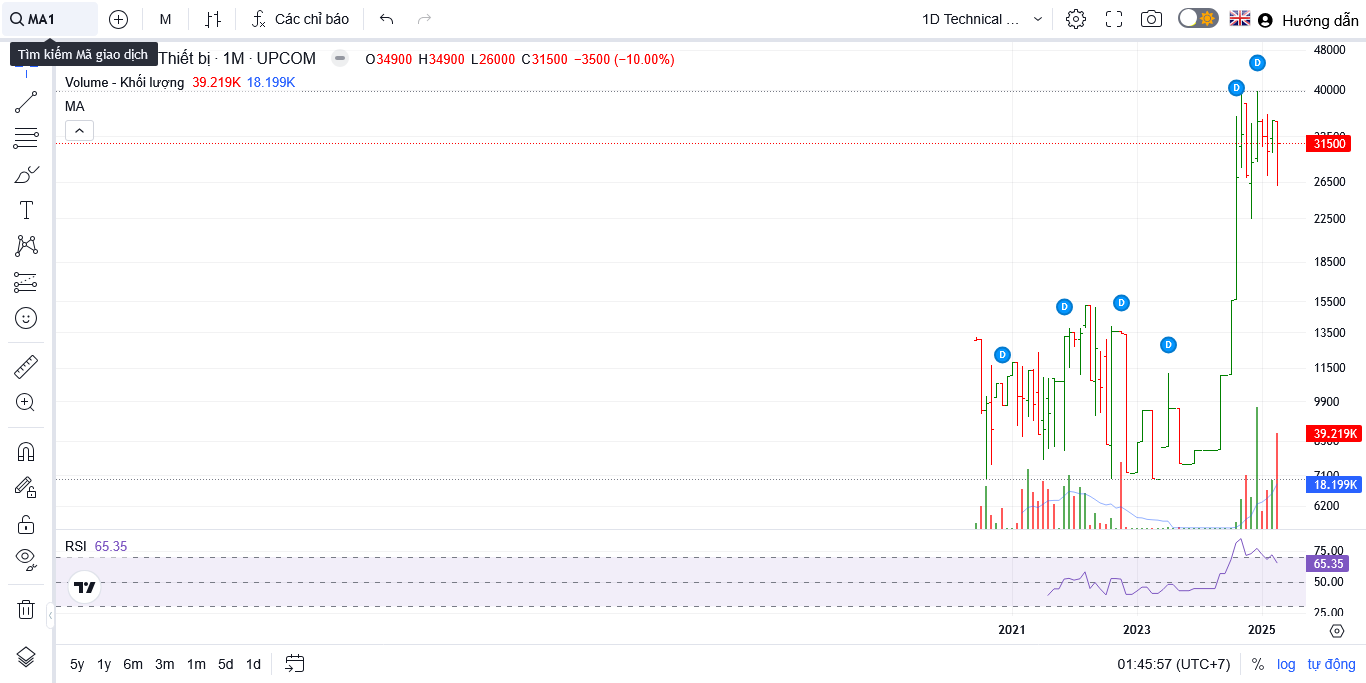 MA1
M
Các chỉ báo
1D Technical ...
Hướng dẫn
Tìm kiếm Mã giao dịch
Thiết bị · 1M · UPCOM
O34900 H34900 L26000 C31500 −3500 (−10.00%)
Volume - Khối lượng 39.219K 18.199K
MA
48000
40000
31500
26500
22500
18500
15500
13500
11500
9900
39.219K
7100
18.199K
6200
D
D
D
D
D
D
RSI 65.35
75.00
65.35
50.00
25.00
2021
2023
2025
5y 1y 6m 3m 1m 5d 1d
01:45:57 (UTC+7)
%
log
tự động